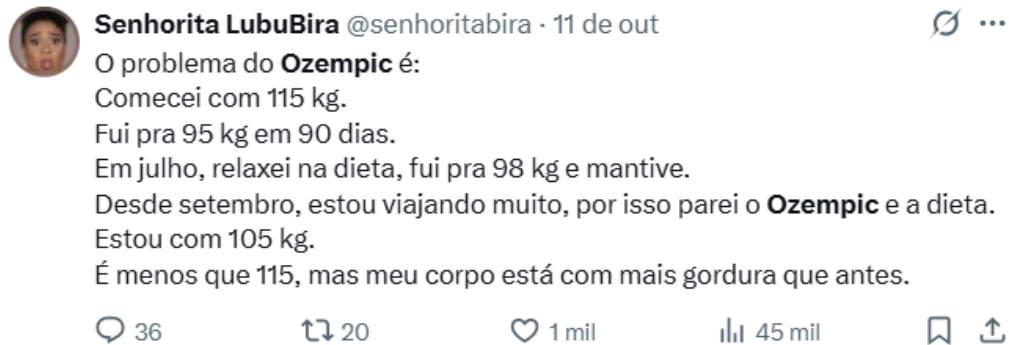 Senhorita LubuBira @senhoritabira · 11 de out
O problema do Ozempic é:
Comecei com 115 kg.
Fui pra 95 kg em 90 dias.
Em julho, relaxei na dieta, fui pra 98 kg e mantive.
Desde setembro, estou viajando muito, por isso parei o Ozempic e a dieta.
Estou com 105 kg.
É menos que 115, mas meu corpo está com mais gordura que antes.
36 20 1 mil 45 mil